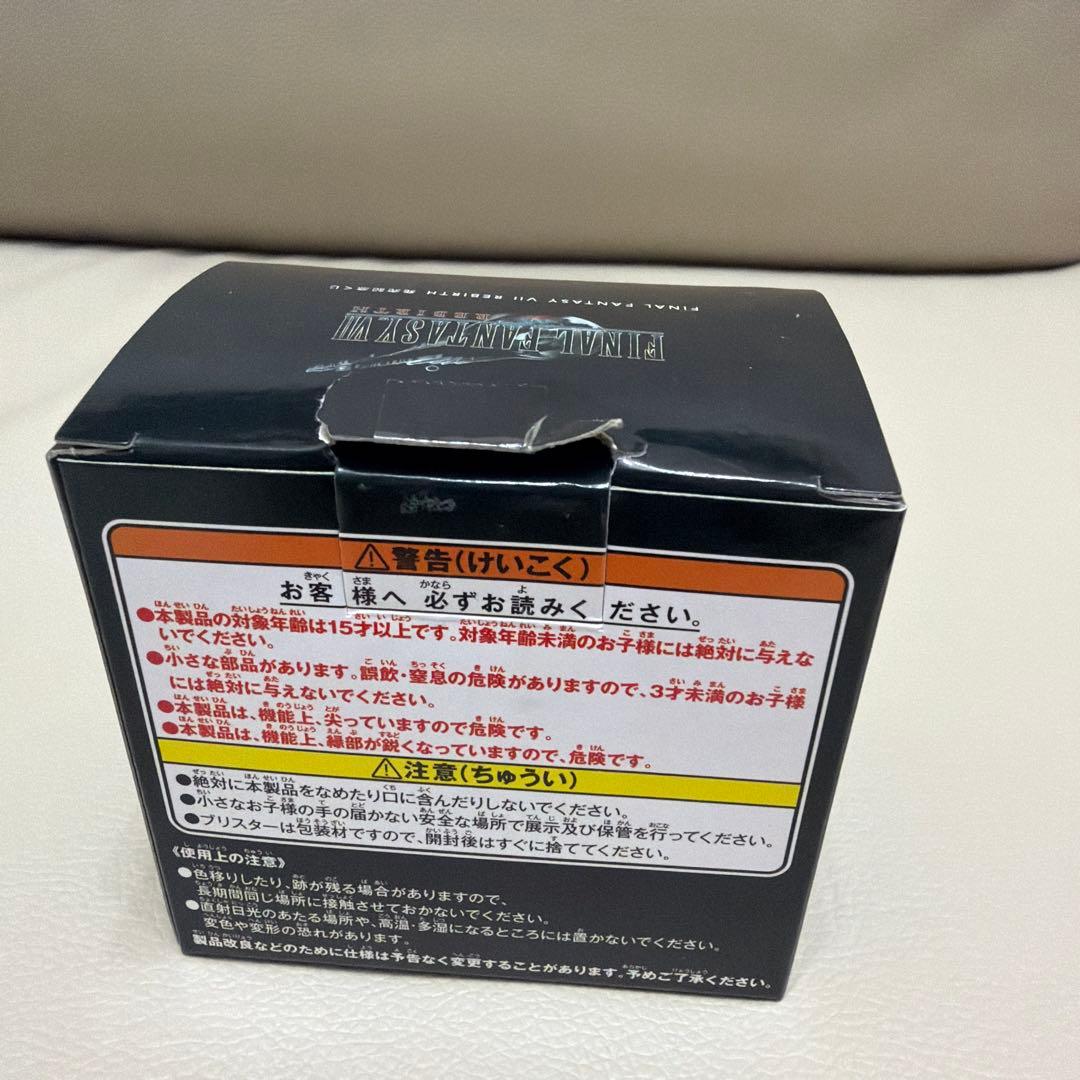 FINAL FANTASY VII REBIRTH 発売記念くじ
FINAL FANTASY VII
REBIRTH
⚠警告(けいこく)
お客様へ 必ずお読みください。
●本製品の対象年齢は15才以上です。対象年齢未満のお子様には絶対に与えな
いでください。
●小さな部品があります。誤飲・窒息の危険がありますので、3才未満のお子様
には絶対に与えないでください。
●本製品は、機能上、尖っていますので危険です。
●本製品は、機能上、縁部が鋭くなっていますので、危険です。
⚠注意(ちゅうい)
●絶対に本製品をなめたり口に含んだりしないでください。
●小さなお子様の手の届かない安全な場所で展示及び保管を行ってください。
●ブリスターは包装材ですので、開封後はすぐに捨ててください。
《使用上の注意》
●色移りしたり、跡が残る場合がありますので、
長期間同じ場所に接触させておかないでください。
●直射日光のあたる場所や、高温・多湿になるところには置かないでください。
変色や変形の恐れがあります。
製品改良などのために仕様は予告なく変更することがあります。予めご了承ください。